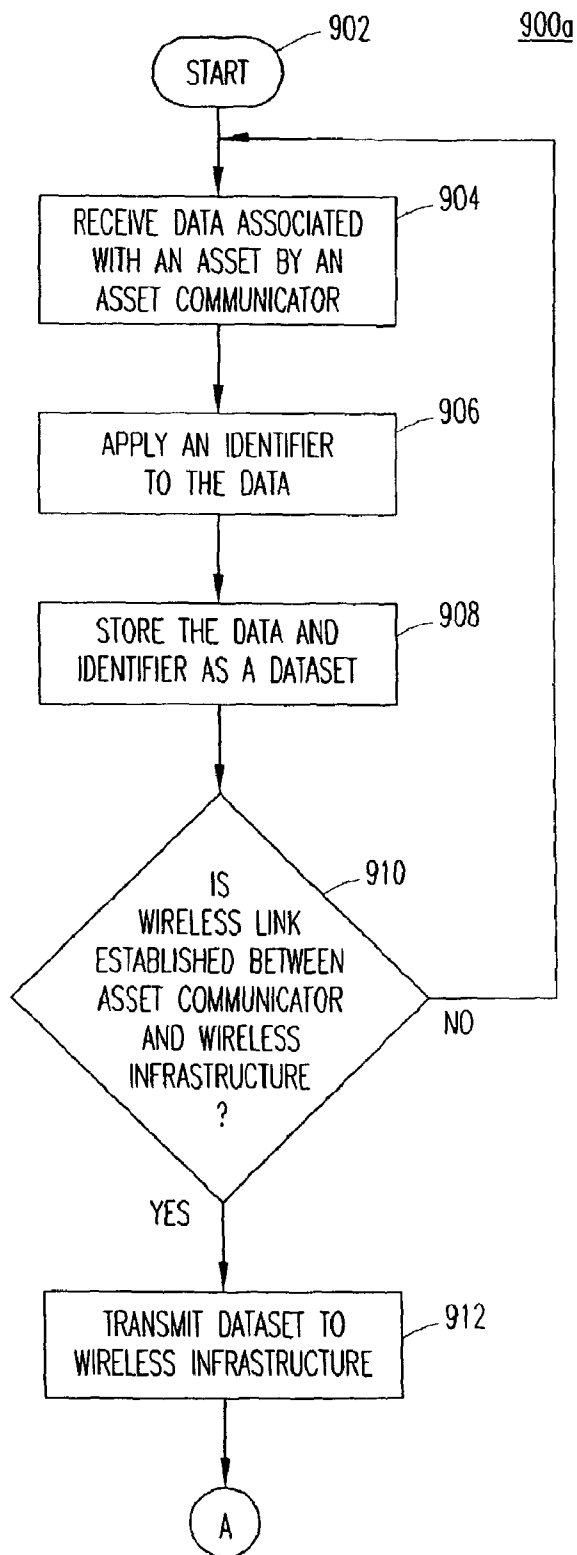 902
900a
START
904
RECEIVE DATA ASSOCIATED
WITH AN ASSET BY AN
ASSET COMMUNICATOR
906
APPLY AN IDENTIFIER
TO THE DATA
908
STORE THE DATA AND
IDENTIFIER AS A DATASET
910
IS
WIRELESS LINK
ESTABLISHED BETWEEN
ASSET COMMUNICATOR
AND WIRELESS
INFRASTRUCTURE
?
NO
YES
912
TRANSMIT DATASET TO
WIRELESS INFRASTRUCTURE
A